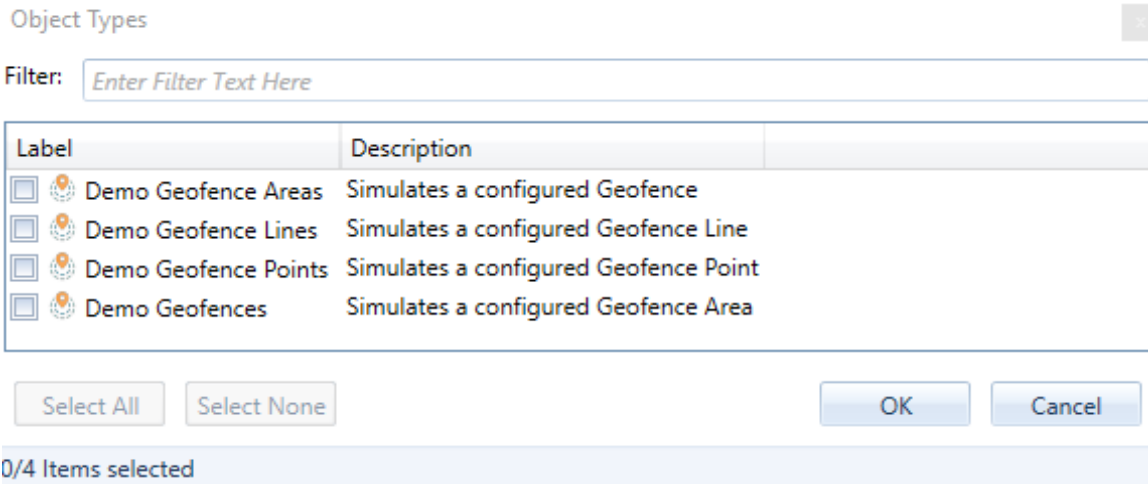 Object Types
x
Filter: Enter Filter Text Here
Label Description
Demo Geofence Areas Simulates a configured Geofence
Demo Geofence Lines Simulates a configured Geofence Line
Demo Geofence Points Simulates a configured Geofence Point
Demo Geofences Simulates a configured Geofence Area
Select All Select None OK Cancel
0/4 Items selected